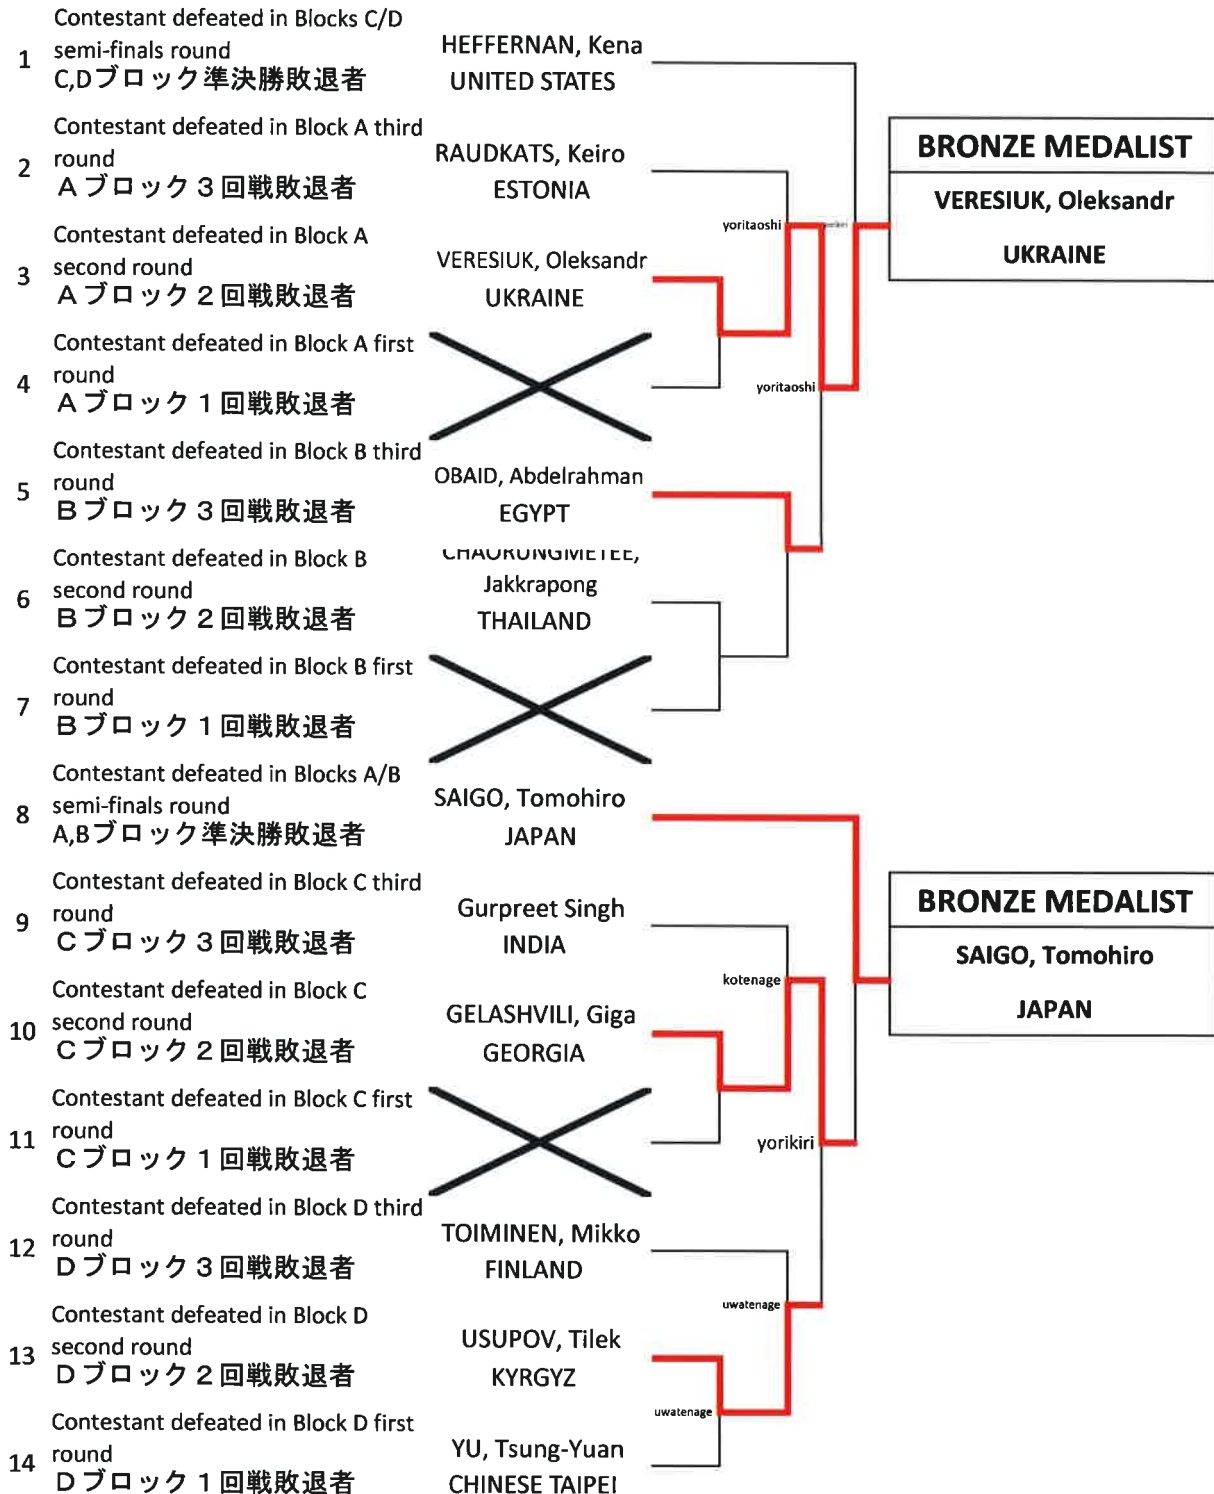 Contestant defeated in Blocks C/D
1 semi-finals round
C,Dブロック準決勝敗退者
HEFFERNAN, Kena
UNITED STATES
Contestant defeated in Block A third
2 round
Aブロック3回戦敗退者
RAUDKATS, Keiro
ESTONIA
BRONZE MEDALIST
VERESIUK, Oleksandr
UKRAINE
yoritaoshi
Contestant defeated in Block A
3 second round
Aブロック2回戦敗退者
VERESIUK, Oleksandr
UKRAINE
Contestant defeated in Block A first
4 round
Aブロック1回戦敗退者
yoritaoshi
Contestant defeated in Block B third
5 round
Bブロック3回戦敗退者
OBAID, Abdelrahman
EGYPT
Contestant defeated in Block B
6 second round
Bブロック2回戦敗退者
CHAORUNGMETEE,
Jakkrapong
THAILAND
Contestant defeated in Block B first
7 round
Bブロック1回戦敗退者
Contestant defeated in Blocks A/B
8 semi-finals round
A,Bブロック準決勝敗退者
SAIGO, Tomohiro
JAPAN
Contestant defeated in Block C third
9 round
Cブロック3回戦敗退者
Gurpreet Singh
INDIA
BRONZE MEDALIST
SAIGO, Tomohiro
JAPAN
kotenage
Contestant defeated in Block C
10 second round
Cブロック2回戦敗退者
GELASHVILI, Giga
GEORGIA
Contestant defeated in Block C first
11 round
Cブロック1回戦敗退者
yorikiri
Contestant defeated in Block D third
12 round
Dブロック3回戦敗退者
TOIMINEN, Mikko
FINLAND
uwatenage
Contestant defeated in Block D
13 second round
Dブロック2回戦敗退者
USUPOV, Tilek
KYRGYZ
uwatenage
Contestant defeated in Block D first
14 round
Dブロック1回戦敗退者
YU, Tsung-Yuan
CHINESE TAIPEI